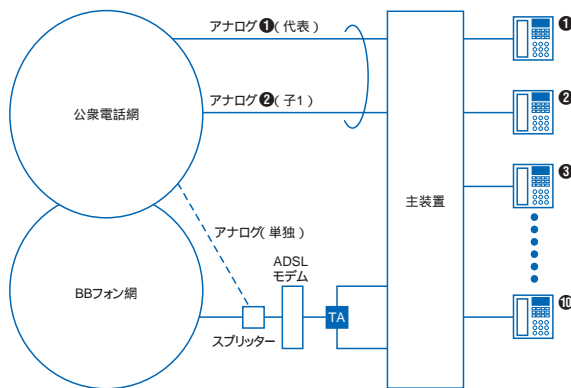 アナログ❶(代表)
❶
アナログ❷(子1)
❷
公衆電話網
❸
主装置
アナログ(単独)
ADSL
モデム
BBフォン網
TA
❿
スプリッター